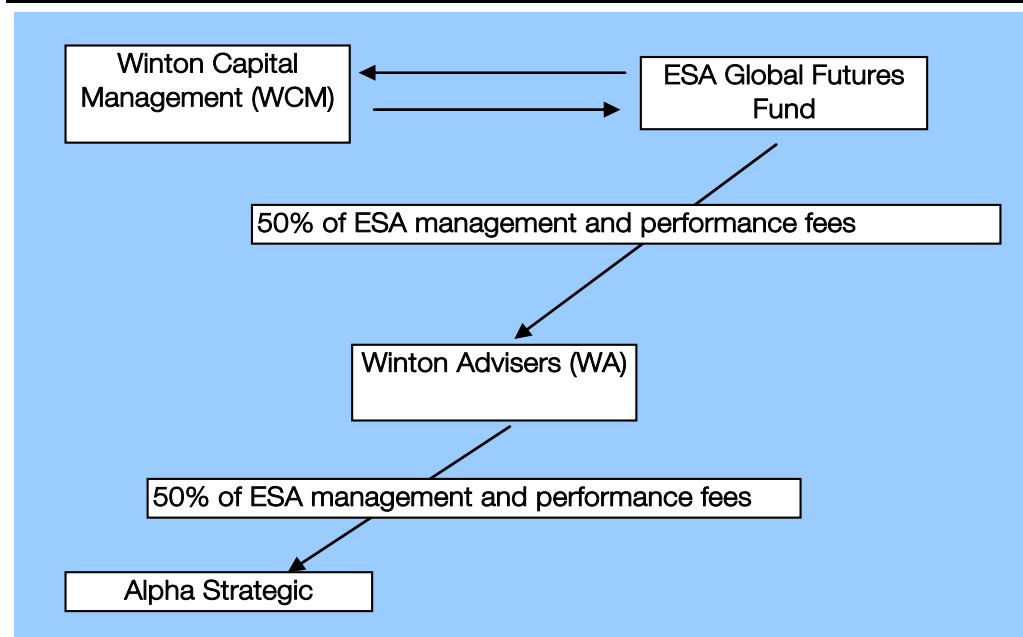 Winton Capital
Management (WCM)
ESA Global Futures
Fund
50% of ESA management and performance fees
Winton Advisers (WA)
50% of ESA management and performance fees
Alpha Strategic